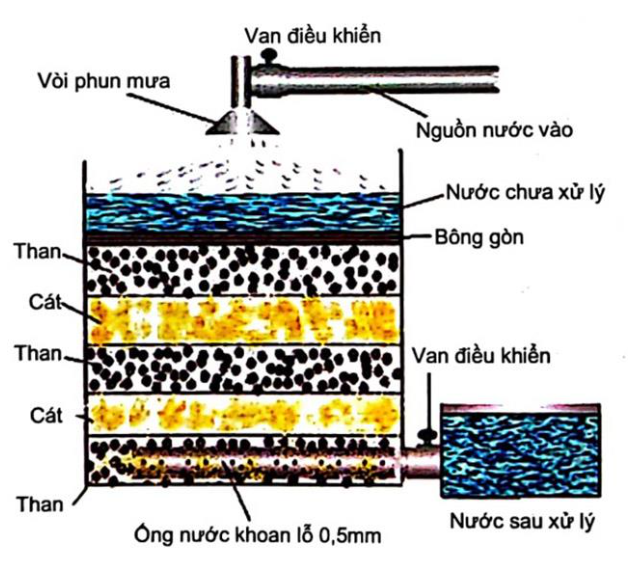 Van điều khiển
Vòi phun mưa
Nguồn nước vào
Nước chưa xử lý
Bông gòn
Than
Cát
Than
Van điều khiển
Cát
Than
Ống nước khoan lỗ 0,5mm
Nước sau xử lý